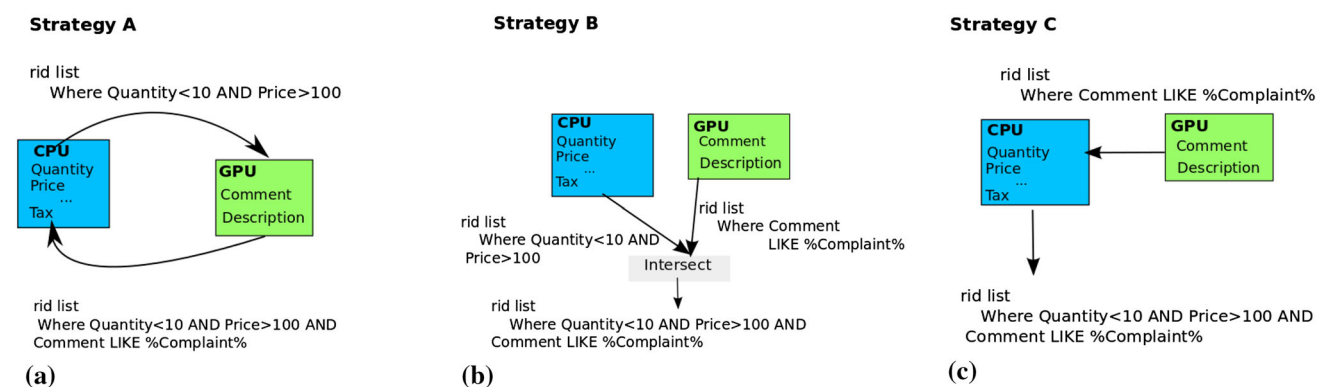 Strategy A
rid list
Where Quantity<10 AND Price>100
CPU
Quantity
Price
...
Tax
GPU
Comment
Description
rid list
Where Quantity<10 AND Price>100 AND
Comment LIKE %Complaint%
(a)
Strategy B
CPU
Quantity
Price
...
Tax
GPU
Comment
Description
rid list
Where Quantity<10 AND
Price>100
rid list
Where Comment
LIKE %Complaint%
Intersect
rid list
Where Quantity<10 AND Price>100 AND
Comment LIKE %Complaint%
(b)
Strategy C
rid list
Where Comment LIKE %Complaint%
CPU
Quantity
Price
...
Tax
GPU
Comment
Description
rid list
Where Quantity<10 AND Price>100 AND
Comment LIKE %Complaint%
(c)